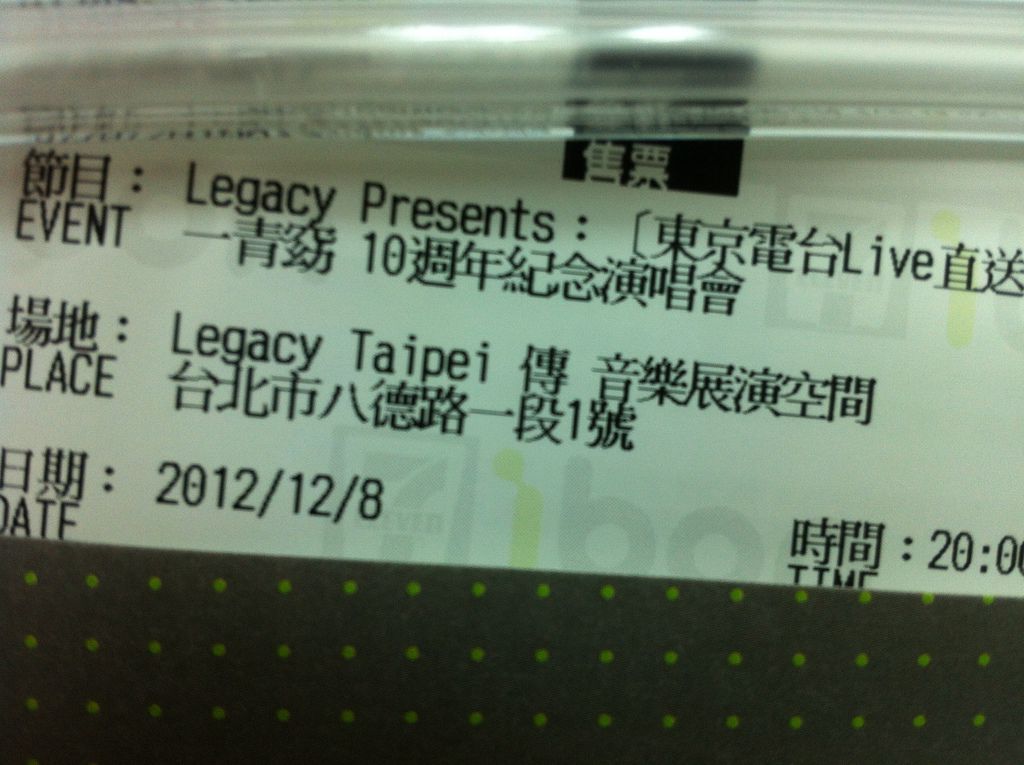 售票
節目： Legacy Presents：〔東京電台Live直送
EVENT 一青窈 10週年紀念演唱會
場地： Legacy Taipei 傳 音樂展演空間
PLACE 台北市八德路一段1號
日期： 2012/12/8
DATE
時間：20:00
TIME
ibo